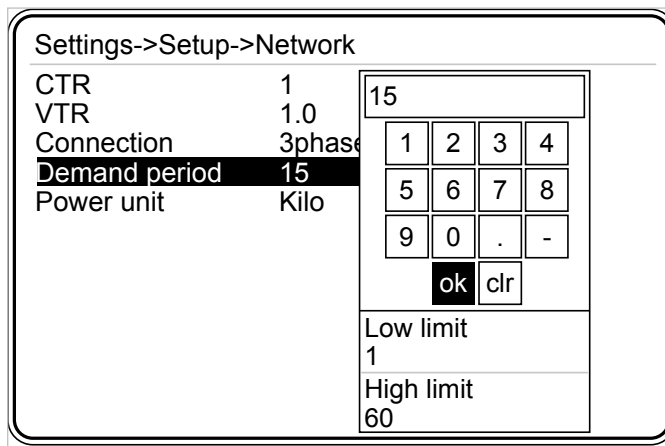 Settings->Setup->Network
CTR 1
VTR 1.0
Connection 3phase
Demand period 15
Power unit Kilo
15
1 2 3 4
5 6 7 8
9 0 . -
ok clr
Low limit
1
High limit
60